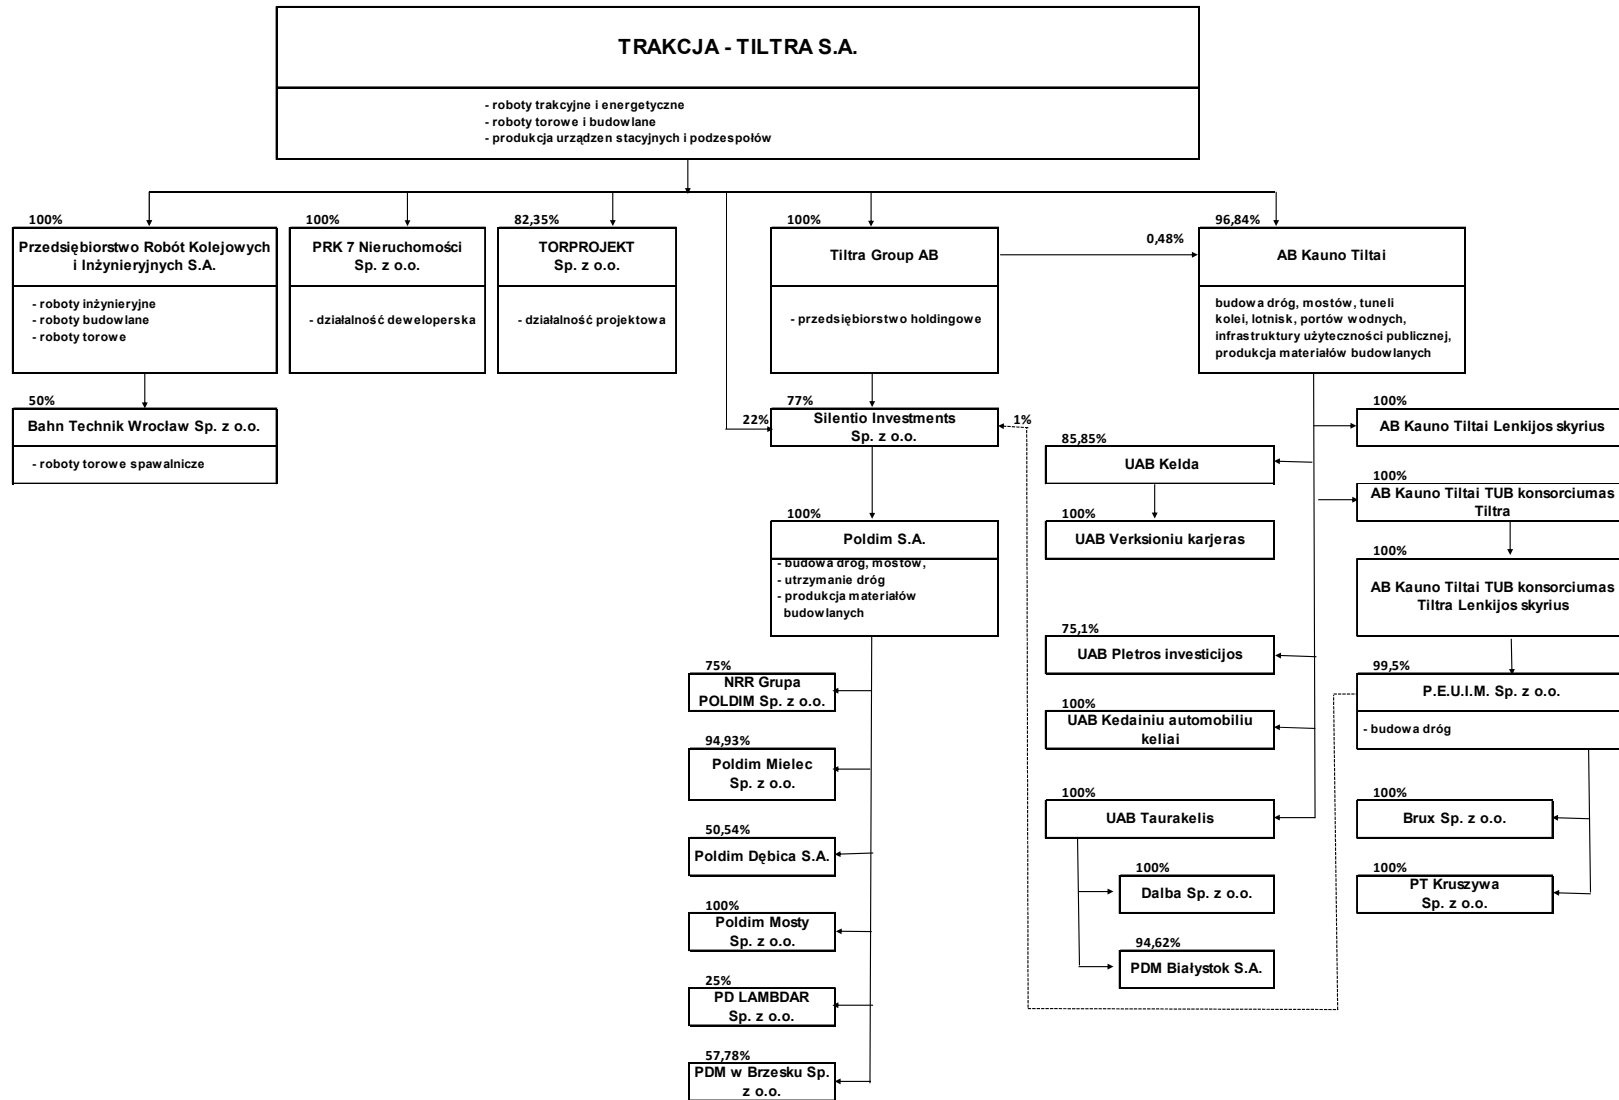 TRAKCJA - TILTRA S.A.
- roboty trakcyjne i energetyczne
- roboty torowe i budowlane
- produkcja urządzen stacyjnych i podzespołów
100%
Przedsiębiorstwo Robót Kolejowych
i Inżynieryjnych S.A.
- roboty inżynieryjne
- roboty budowlane
- roboty torowe
100%
PRK 7 Nieruchomości
Sp. z o.o.
- działalność deweloperska
82,35%
TORPROJEKT
Sp. z o.o.
- działalność projektowa
100%
Tiltra Group AB
- przedsiębiorstwo holdingowe
0,48%
96,84%
AB Kauno Tiltai
budowa dróg, mostów, tuneli
kolei, lotnisk, portów wodnych,
infrastruktury użyteczności publicznej,
produkcja materiałów budowlanych
50%
Bahn Technik Wrocław Sp. z o.o.
- roboty torowe spawalnicze
22%
77%
Silentio Investments
Sp. z o.o.
1%
100%
Poldim S.A.
- budowa dróg, mostów,
- utrzymanie dróg
- produkcja materiałów
budowlanych
75%
NRR Grupa
POLDIM Sp. z o.o.
94,93%
Poldim Mielec
Sp. z o.o.
50,54%
Poldim Dębica S.A.
100%
Poldim Mosty
Sp. z o.o.
25%
PD LAMBDAR
Sp. z o.o.
57,78%
PDM w Brzesku Sp.
z o.o.
85,85%
UAB Kelda
100%
UAB Verksioniu karjeras
75,1%
UAB Pletros investicijos
100%
UAB Kedainiu automobiliu
keliai
100%
UAB Taurakelis
100%
Dalba Sp. z o.o.
94,62%
PDM Białystok S.A.
100%
AB Kauno Tiltai Lenkijos skyrius
100%
AB Kauno Tiltai TUB konsorciumas
Tiltra
100%
AB Kauno Tiltai TUB konsorciumas
Tiltra Lenkijos skyrius
99,5%
P.E.U.I.M. Sp. z o.o.
- budowa dróg
100%
Brux Sp. z o.o.
100%
PT Kruszywa
Sp. z o.o.